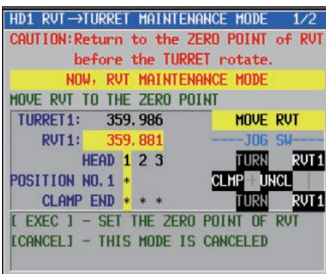 HD1 RVT→TURRET MAINTENANCE MODE 1/2
CAUTION:Return to the ZERO POINT of RVT
before the TURRET rotate.
NOW, RVT MAINTENANCE MODE
MOVE RVT TO THE ZERO POINT
TURRET1: 359.986 MOVE RVT
RVT1: 359.881 ----JOG SW----
HEAD 1 2 3 TURN RVT1
POSITION NO.1 * CLMP UNCL
CLAMP END * * * TURN RVT1
[ EXEC ] - SET THE ZERO POINT OF RVT
[CANCEL] - THIS MODE IS CANCELED